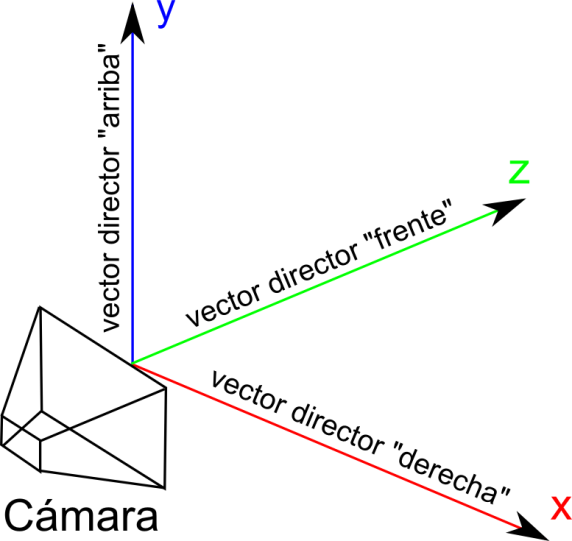 y
vector director "arriba"
z
vector director "frente"
vector director "derecha"
x
Cámara